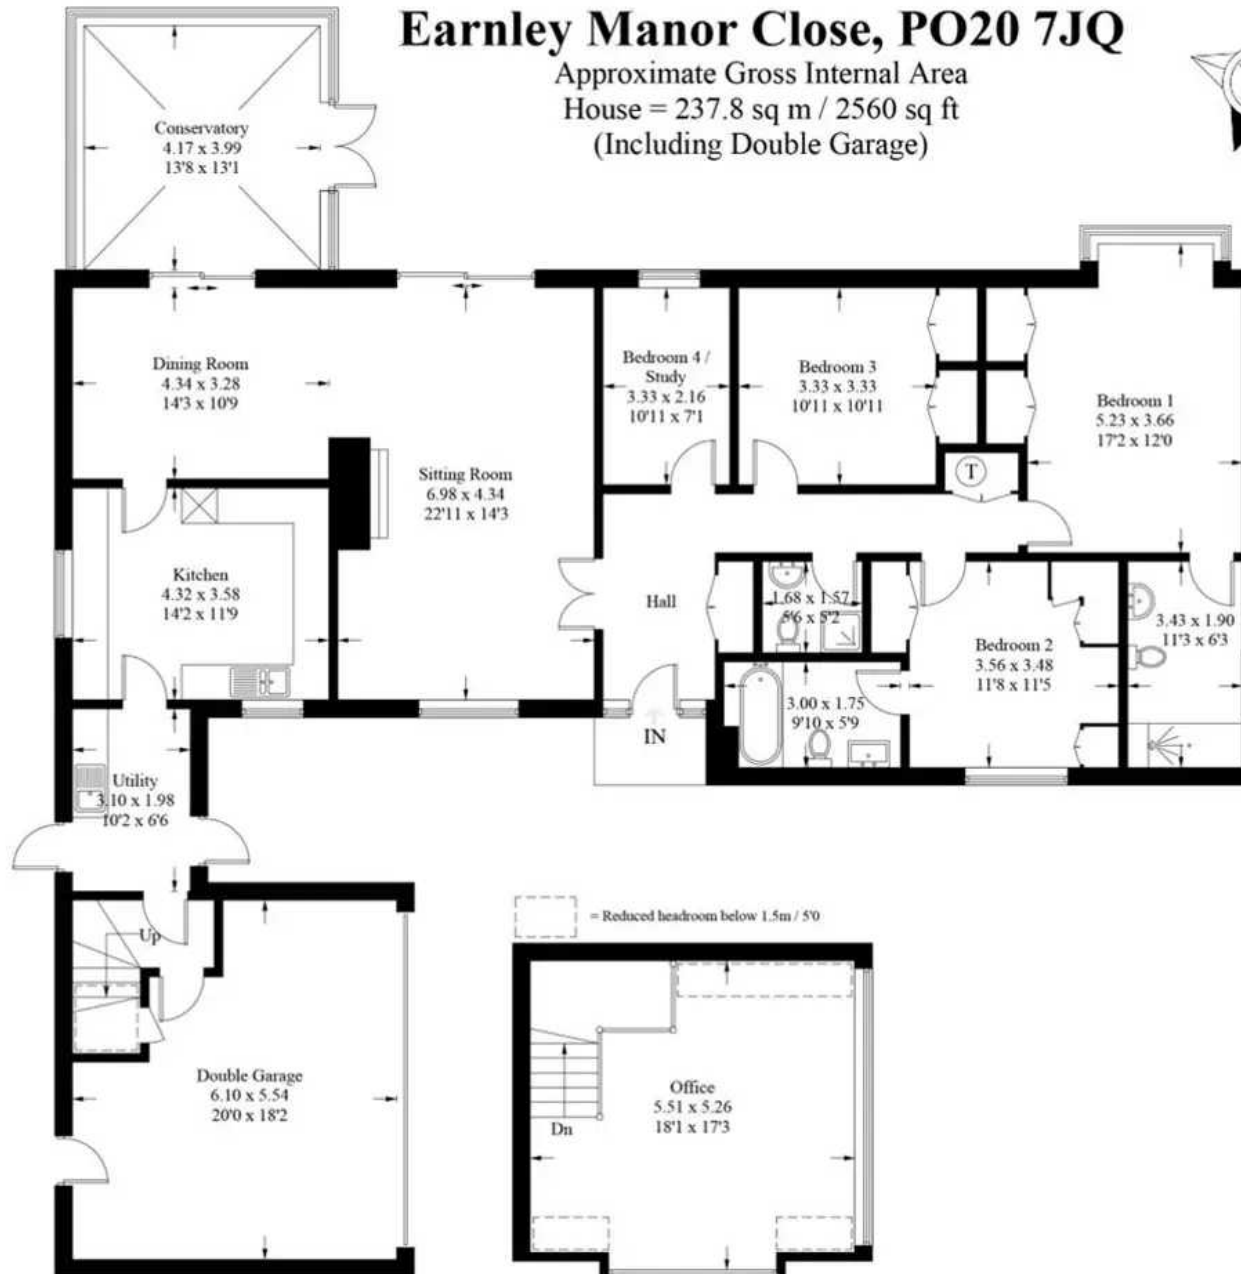 Earnley Manor Close, PO20 7JQ
Approximate Gross Internal Area
House = 237.8 sq m / 2560 sq ft
(Including Double Garage)
Conservatory
4.17 x 3.99
13'8 x 13'1
Dining Room
4.34 x 3.28
14'3 x 10'9
Sitting Room
6.98 x 4.34
22'11 x 14'3
Bedroom 4 /
Study
3.33 x 2.16
10'11 x 7'1
Bedroom 3
3.33 x 3.33
10'11 x 10'11
Bedroom 1
5.23 x 3.66
17'2 x 12'0
T
Kitchen
4.32 x 3.58
14'2 x 11'9
Hall
1.68 x 1.57
5'6 x 5'2
Bedroom 2
3.56 x 3.48
11'8 x 11'5
3.43 x 1.90
11'3 x 6'3
3.00 x 1.75
9'10 x 5'9
IN
Utility
3.10 x 1.98
10'2 x 6'6
Up
= Reduced headroom below 1.5m / 5'0
Double Garage
6.10 x 5.54
20'0 x 18'2
Office
5.51 x 5.26
18'1 x 17'3
Dn